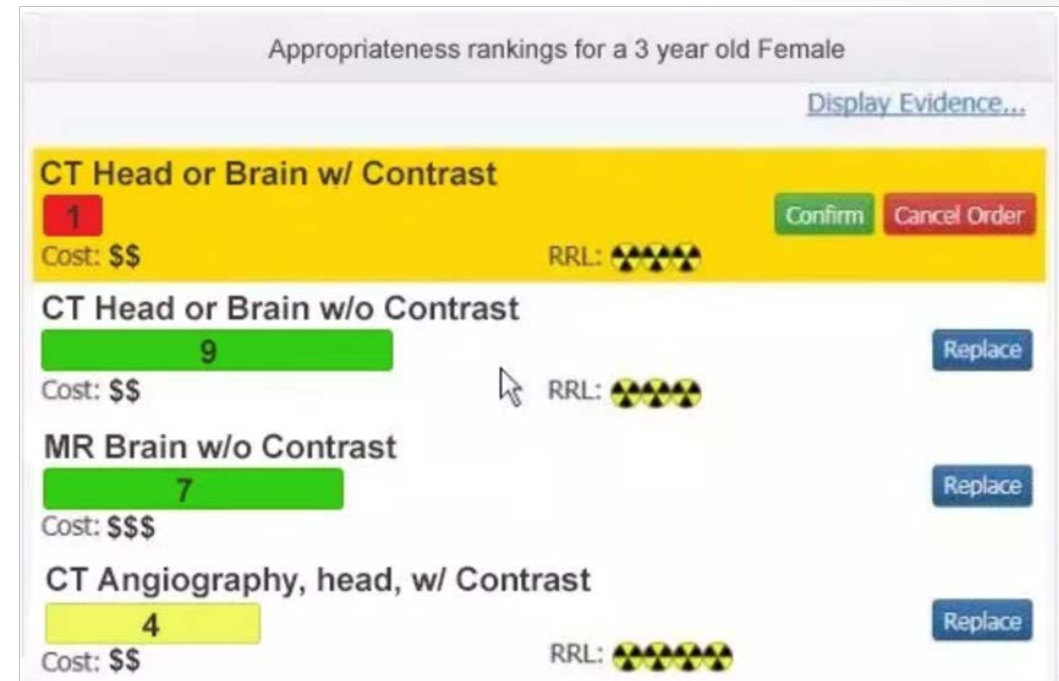 Appropriateness rankings for a 3 year old Female
Display Evidence...
CT Head or Brain w/ Contrast
1
Confirm Cancel Order
Cost: $$ RRL:
CT Head or Brain w/o Contrast
9 Replace
Cost: $$ RRL:
MR Brain w/o Contrast
7 Replace
Cost: $$$
CT Angiography, head, w/ Contrast
4 Replace
Cost: $$ RRL: